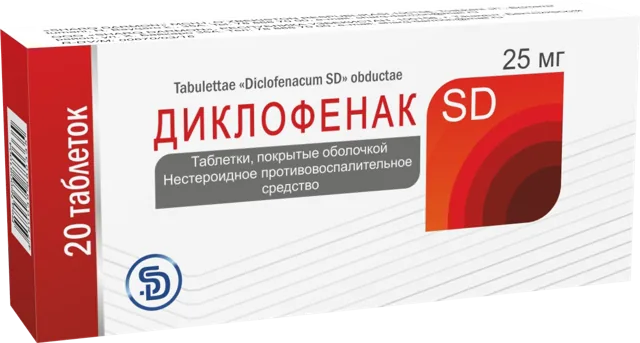 25 мг
Tabulettae «Diclofenacum SD» obductae
ДИКЛОФЕНАК
SD
Таблетки, покрытые оболочкой
Нестероидное противовоспалительное
средство
20 таблеток
SD